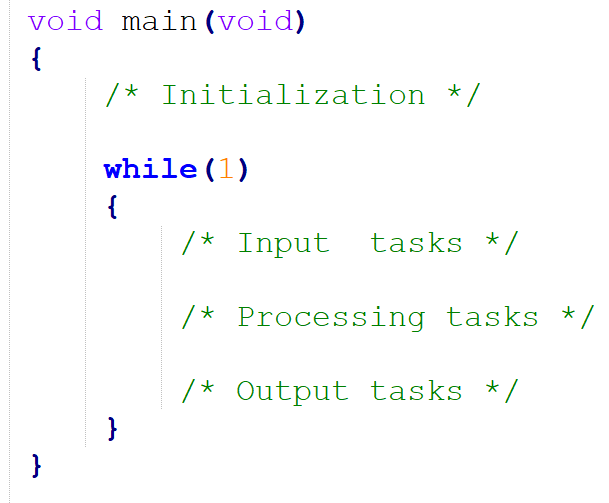 void main(void)
{
/* Initialization */
while(1)
{
/* Input  tasks */
/* Processing tasks */
/* Output tasks */
}
}